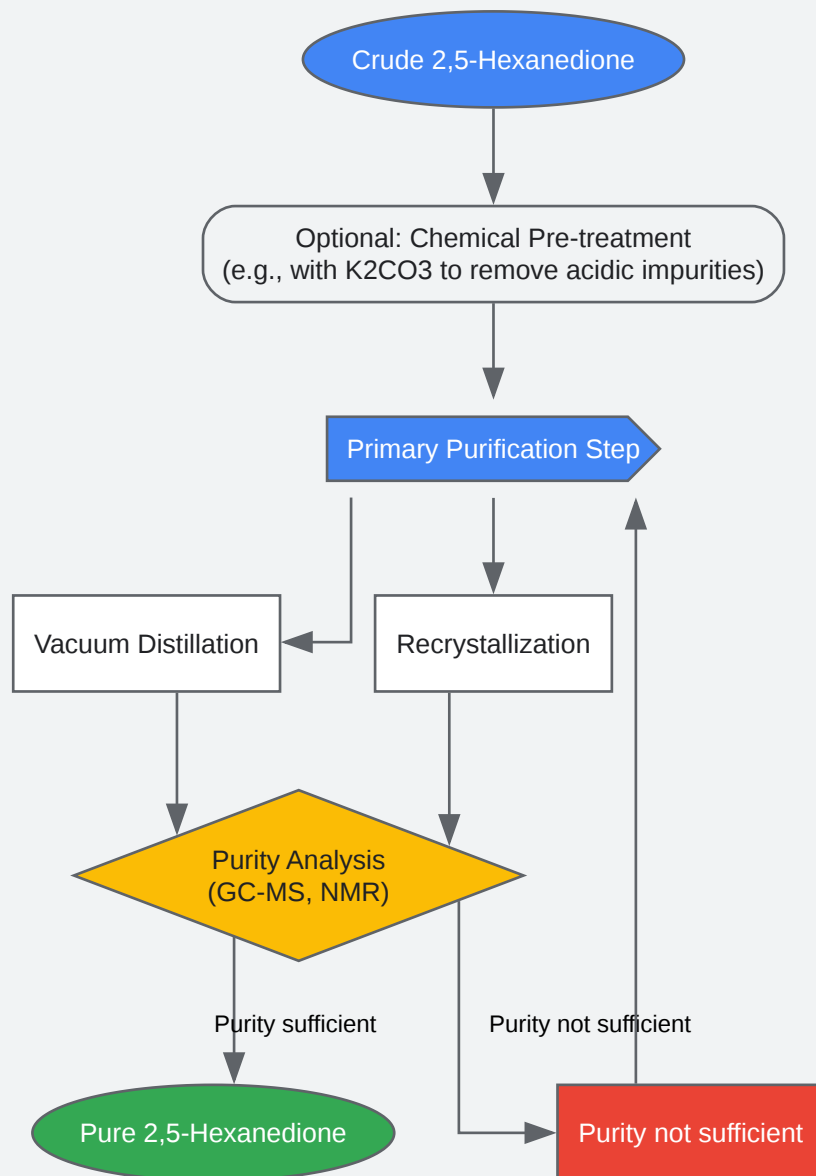 Crude 2,5-Hexanedione
Optional: Chemical Pre-treatment
(e.g., with K2CO3 to remove acidic impurities)
Primary Purification Step
Vacuum Distillation
Recrystallization
Purity Analysis
(GC-MS, NMR)
Purity sufficient
Purity not sufficient
Pure 2,5-Hexanedione
Purity not sufficient